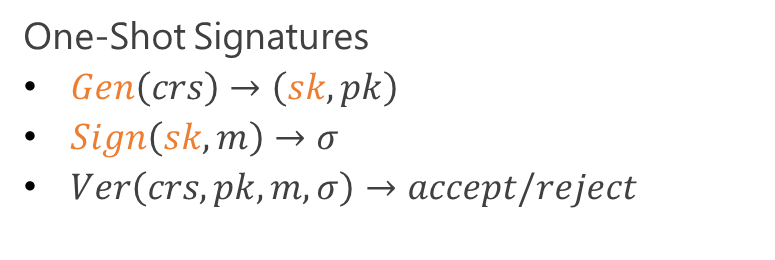 One-Shot Signatures
• Gen(crs) → (sk, pk)
• Sign(sk, m) → σ
• Ver(crs, pk, m, σ) → accept/reject